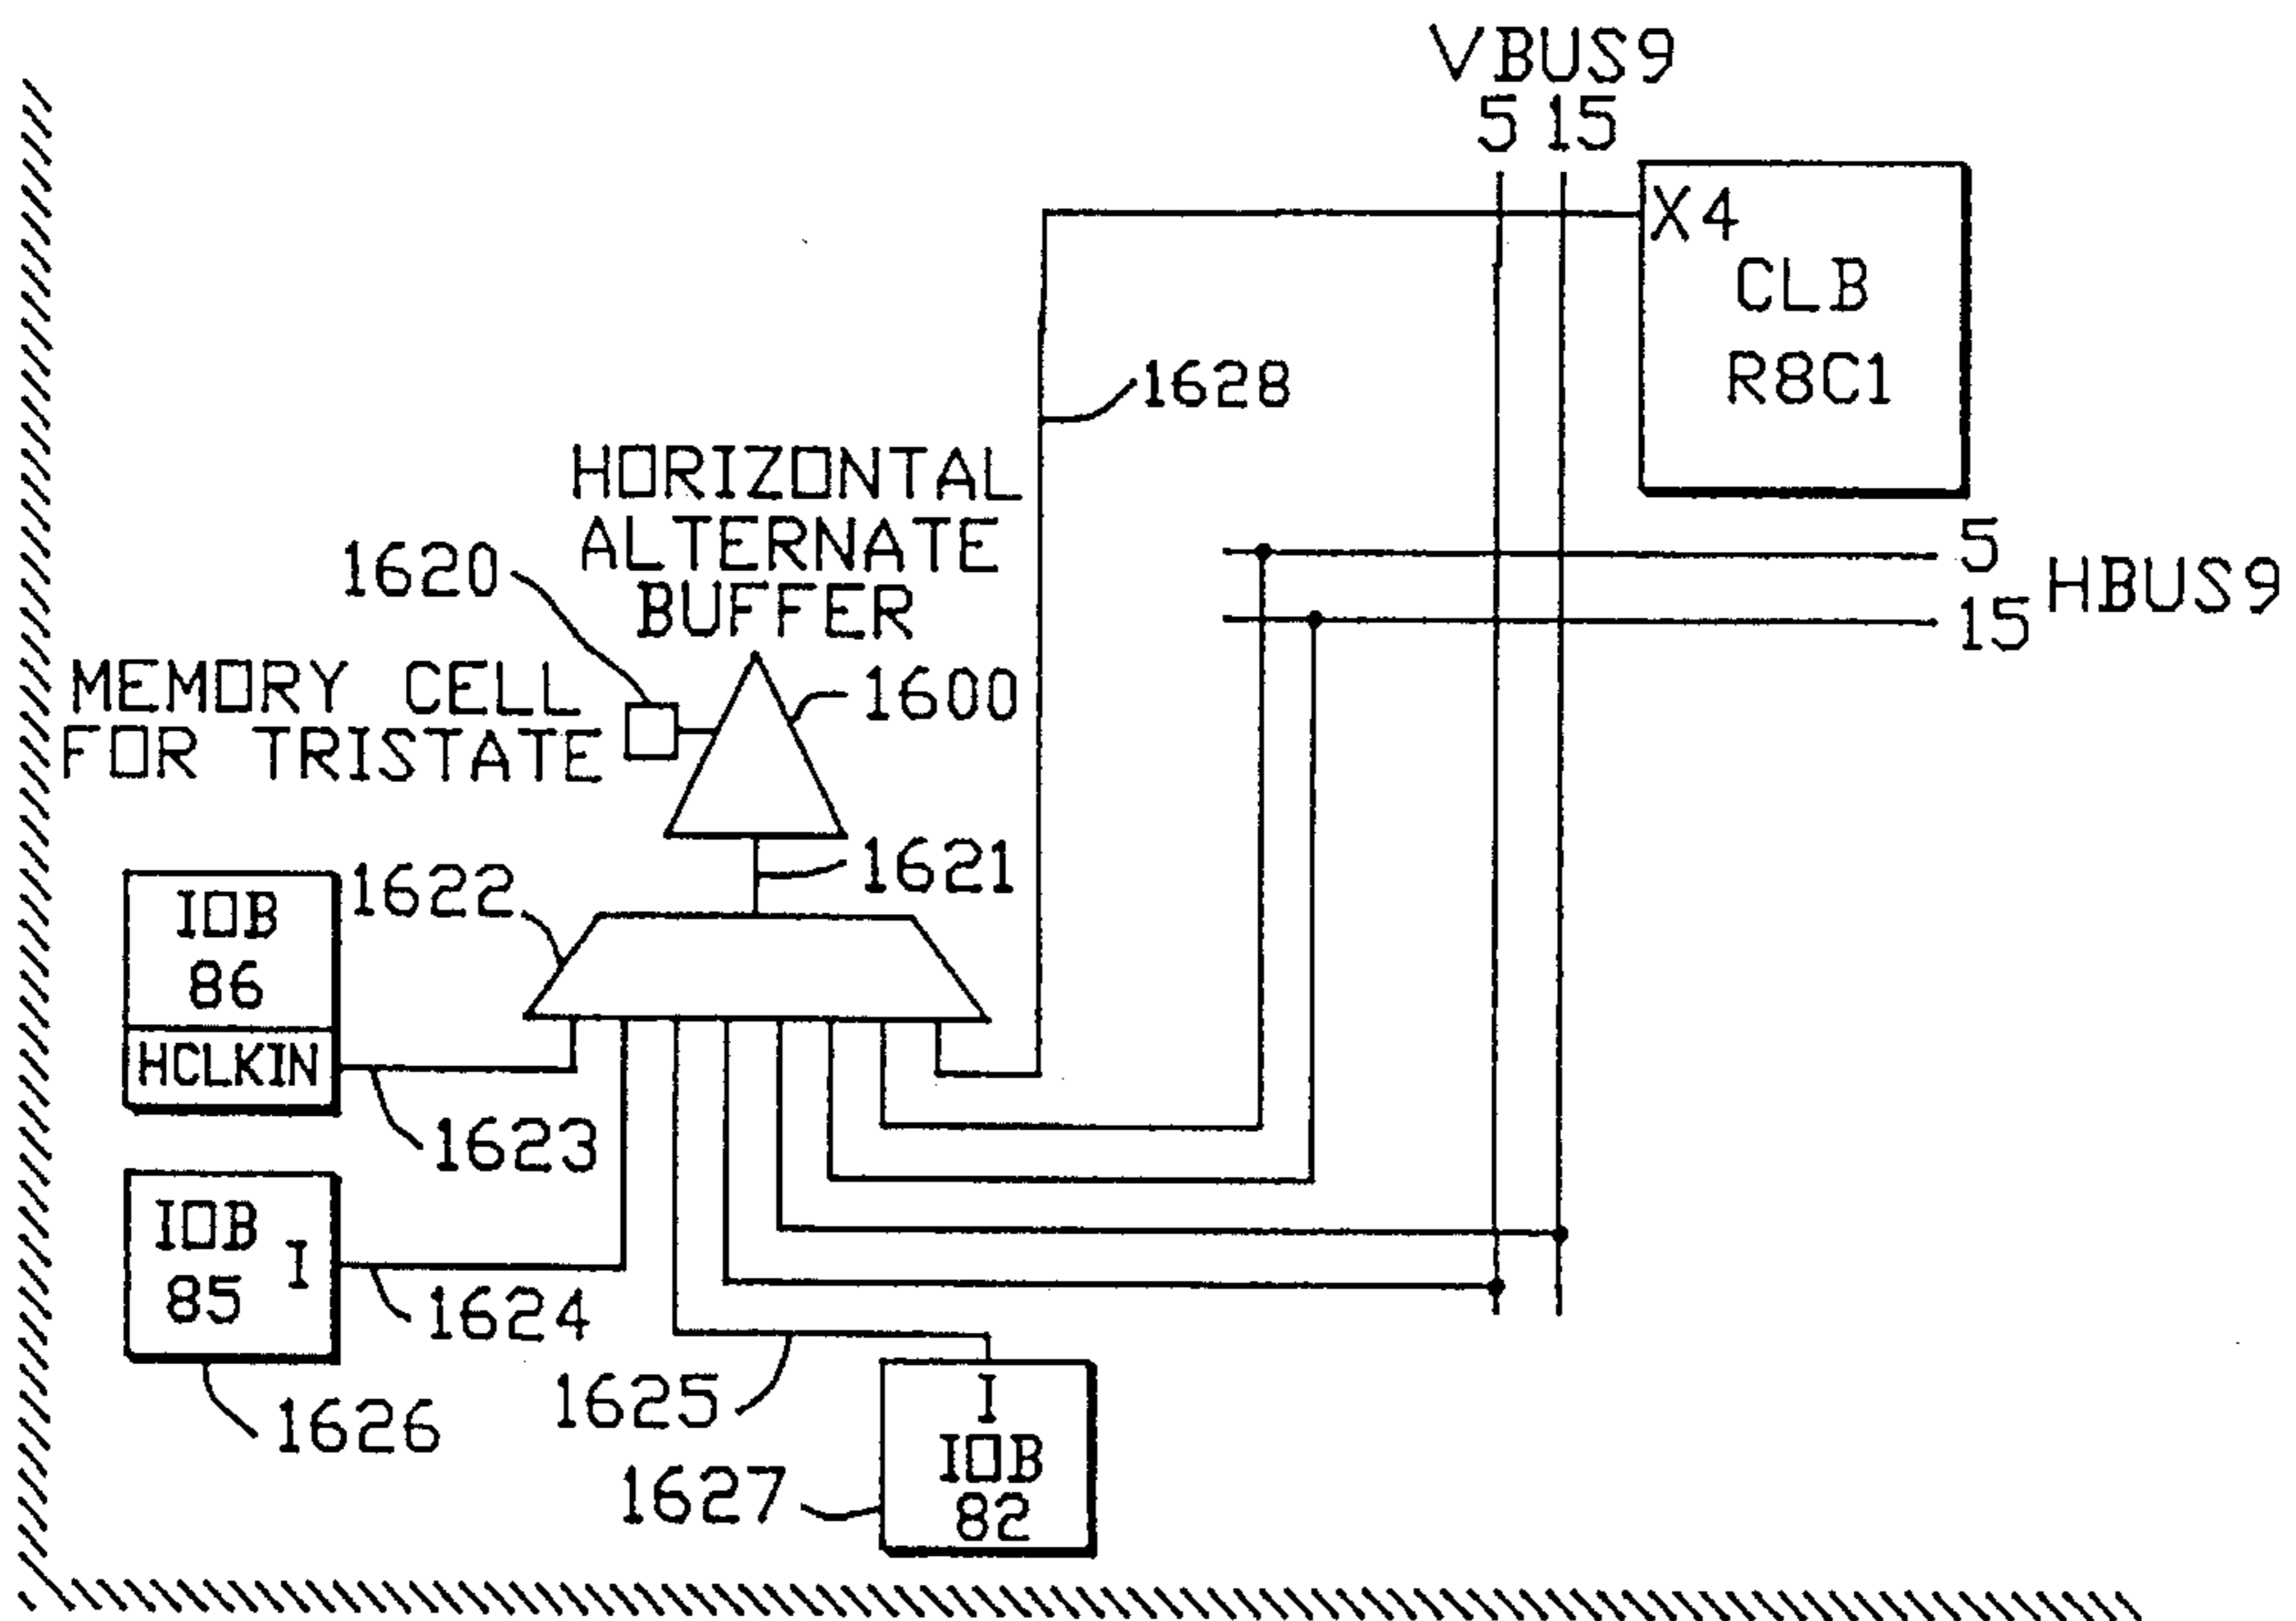 VBUS9
5 15
X4
CLB
R8C1
1628
HORIZONTAL
ALTERNATE
BUFFER
5
15
HBUS9
1620
MEMORY CELL
FOR TRISTATE
1600
1621
1622
IOB
86
HCLKIN
1623
IOB
85
I
1624
1626
1625
I
IOB
82
1627